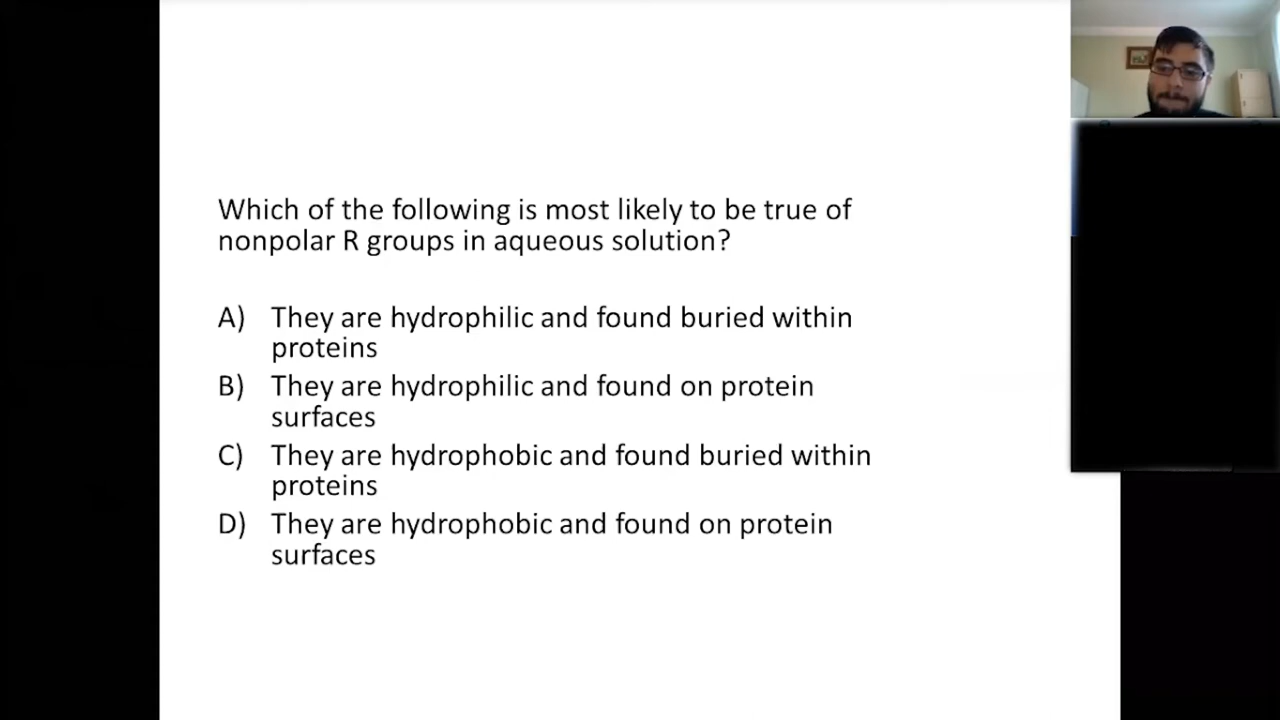 Which of the following is most likely to be true of
nonpolar R groups in aqueous solution?
A) They are hydrophilic and found buried within
proteins
B) They are hydrophilic and found on protein
surfaces
C) They are hydrophobic and found buried within
proteins
D) They are hydrophobic and found on protein
surfaces